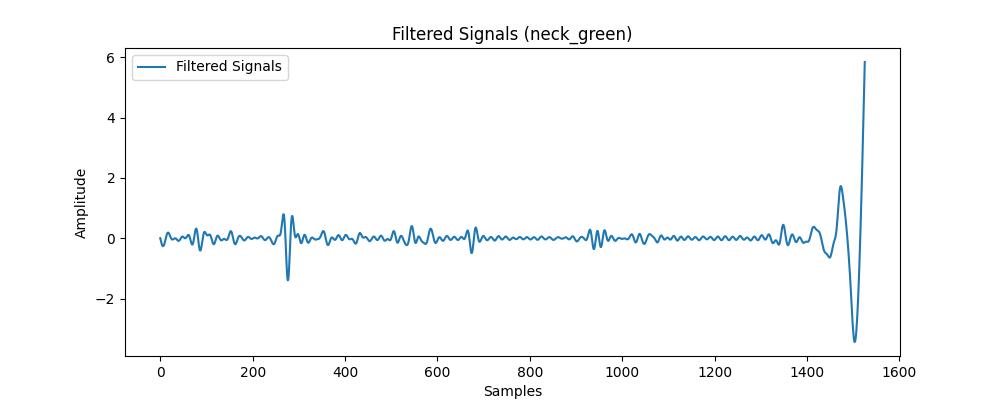 Filtered Signals (neck_green)
Filtered Signals
Amplitude
6
4
2
0
−2
0 200 400 600 800 1000 1200 1400 1600
Samples